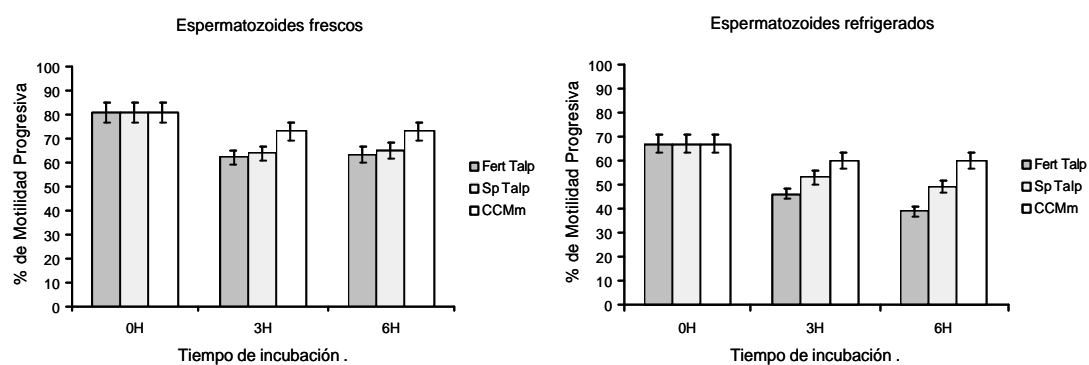 Espermatozoides frescos
% de Motilidad Progresiva
100
90
80
70
60
50
40
30
20
10
0
0H 3H 6H
Tiempo de incubación .
Fert Talp
Sp Talp
CCMm
Espermatozoides refrigerados
% de Motilidad Progresiva
100
90
80
70
60
50
40
30
20
10
0
0H 3H 6H
Tiempo de incubación .
Fert Talp
Sp Talp
CCMm